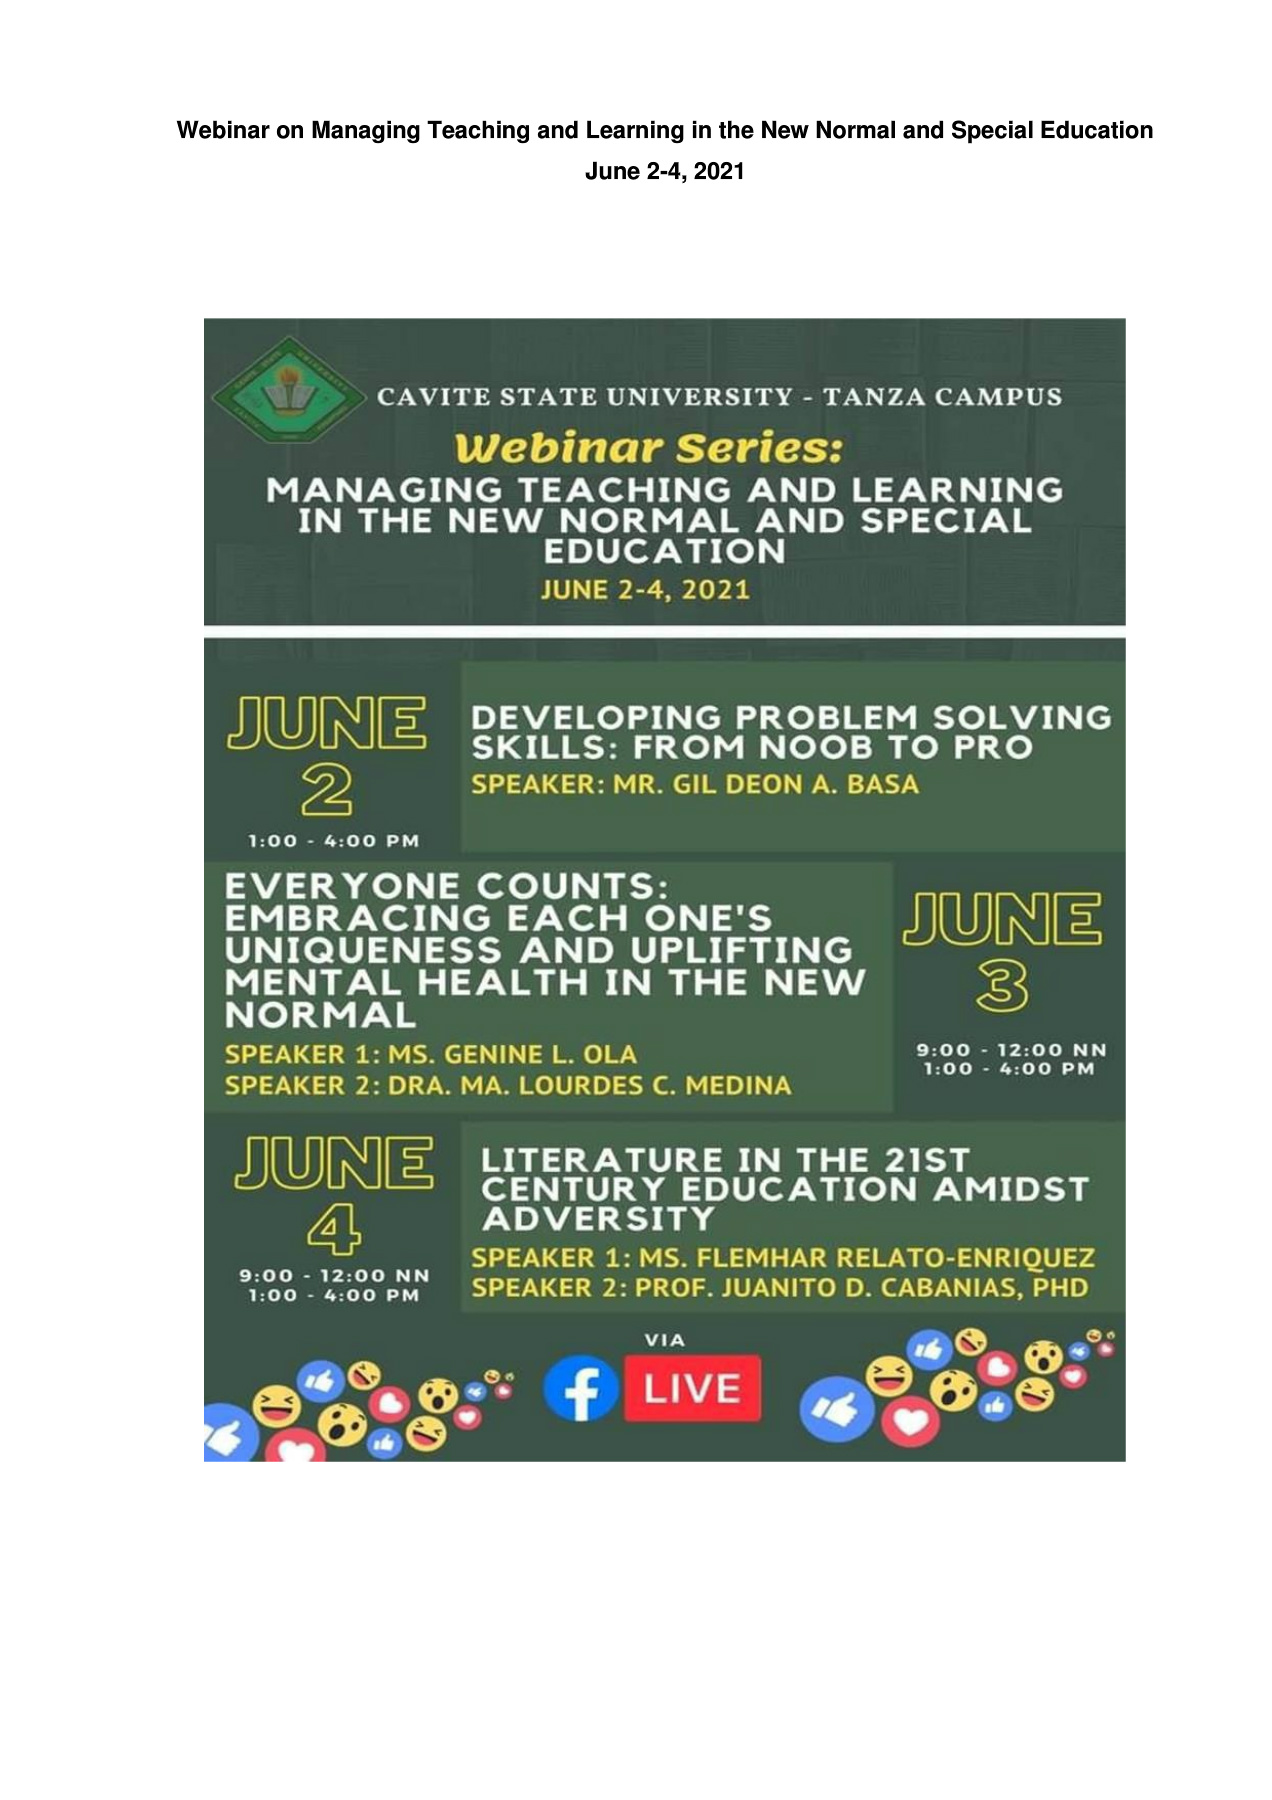 Webinar on Managing Teaching and Learning in the New Normal and Special Education
June 2-4, 2021
CAVITE STATE UNIVERSITY - TANZA CAMPUS
Webinar Series:
MANAGING TEACHING AND LEARNING
IN THE NEW NORMAL AND SPECIAL
EDUCATION
JUNE 2-4, 2021
JUNE
2
1:00 - 4:00 PM
DEVELOPING PROBLEM SOLVING
SKILLS: FROM NOOB TO PRO
SPEAKER: MR. GIL DEON A. BASA
EVERYONE COUNTS:
EMBRACING EACH ONE'S
UNIQUENESS AND UPLIFTING
MENTAL HEALTH IN THE NEW
NORMAL
SPEAKER 1: MS. GENINE L. OLA
SPEAKER 2: DRA. MA. LOURDES C. MEDINA
JUNE
3
9:00 - 12:00 NN
1:00 - 4:00 PM
JUNE
4
9:00 - 12:00 NN
1:00 - 4:00 PM
LITERATURE IN THE 21ST
CENTURY EDUCATION AMIDST
ADVERSITY
SPEAKER 1: MS. FLEMHAR RELATO-ENRIQUEZ
SPEAKER 2: PROF. JUANITO D. CABANIAS, PHD
VIA
f LIVE